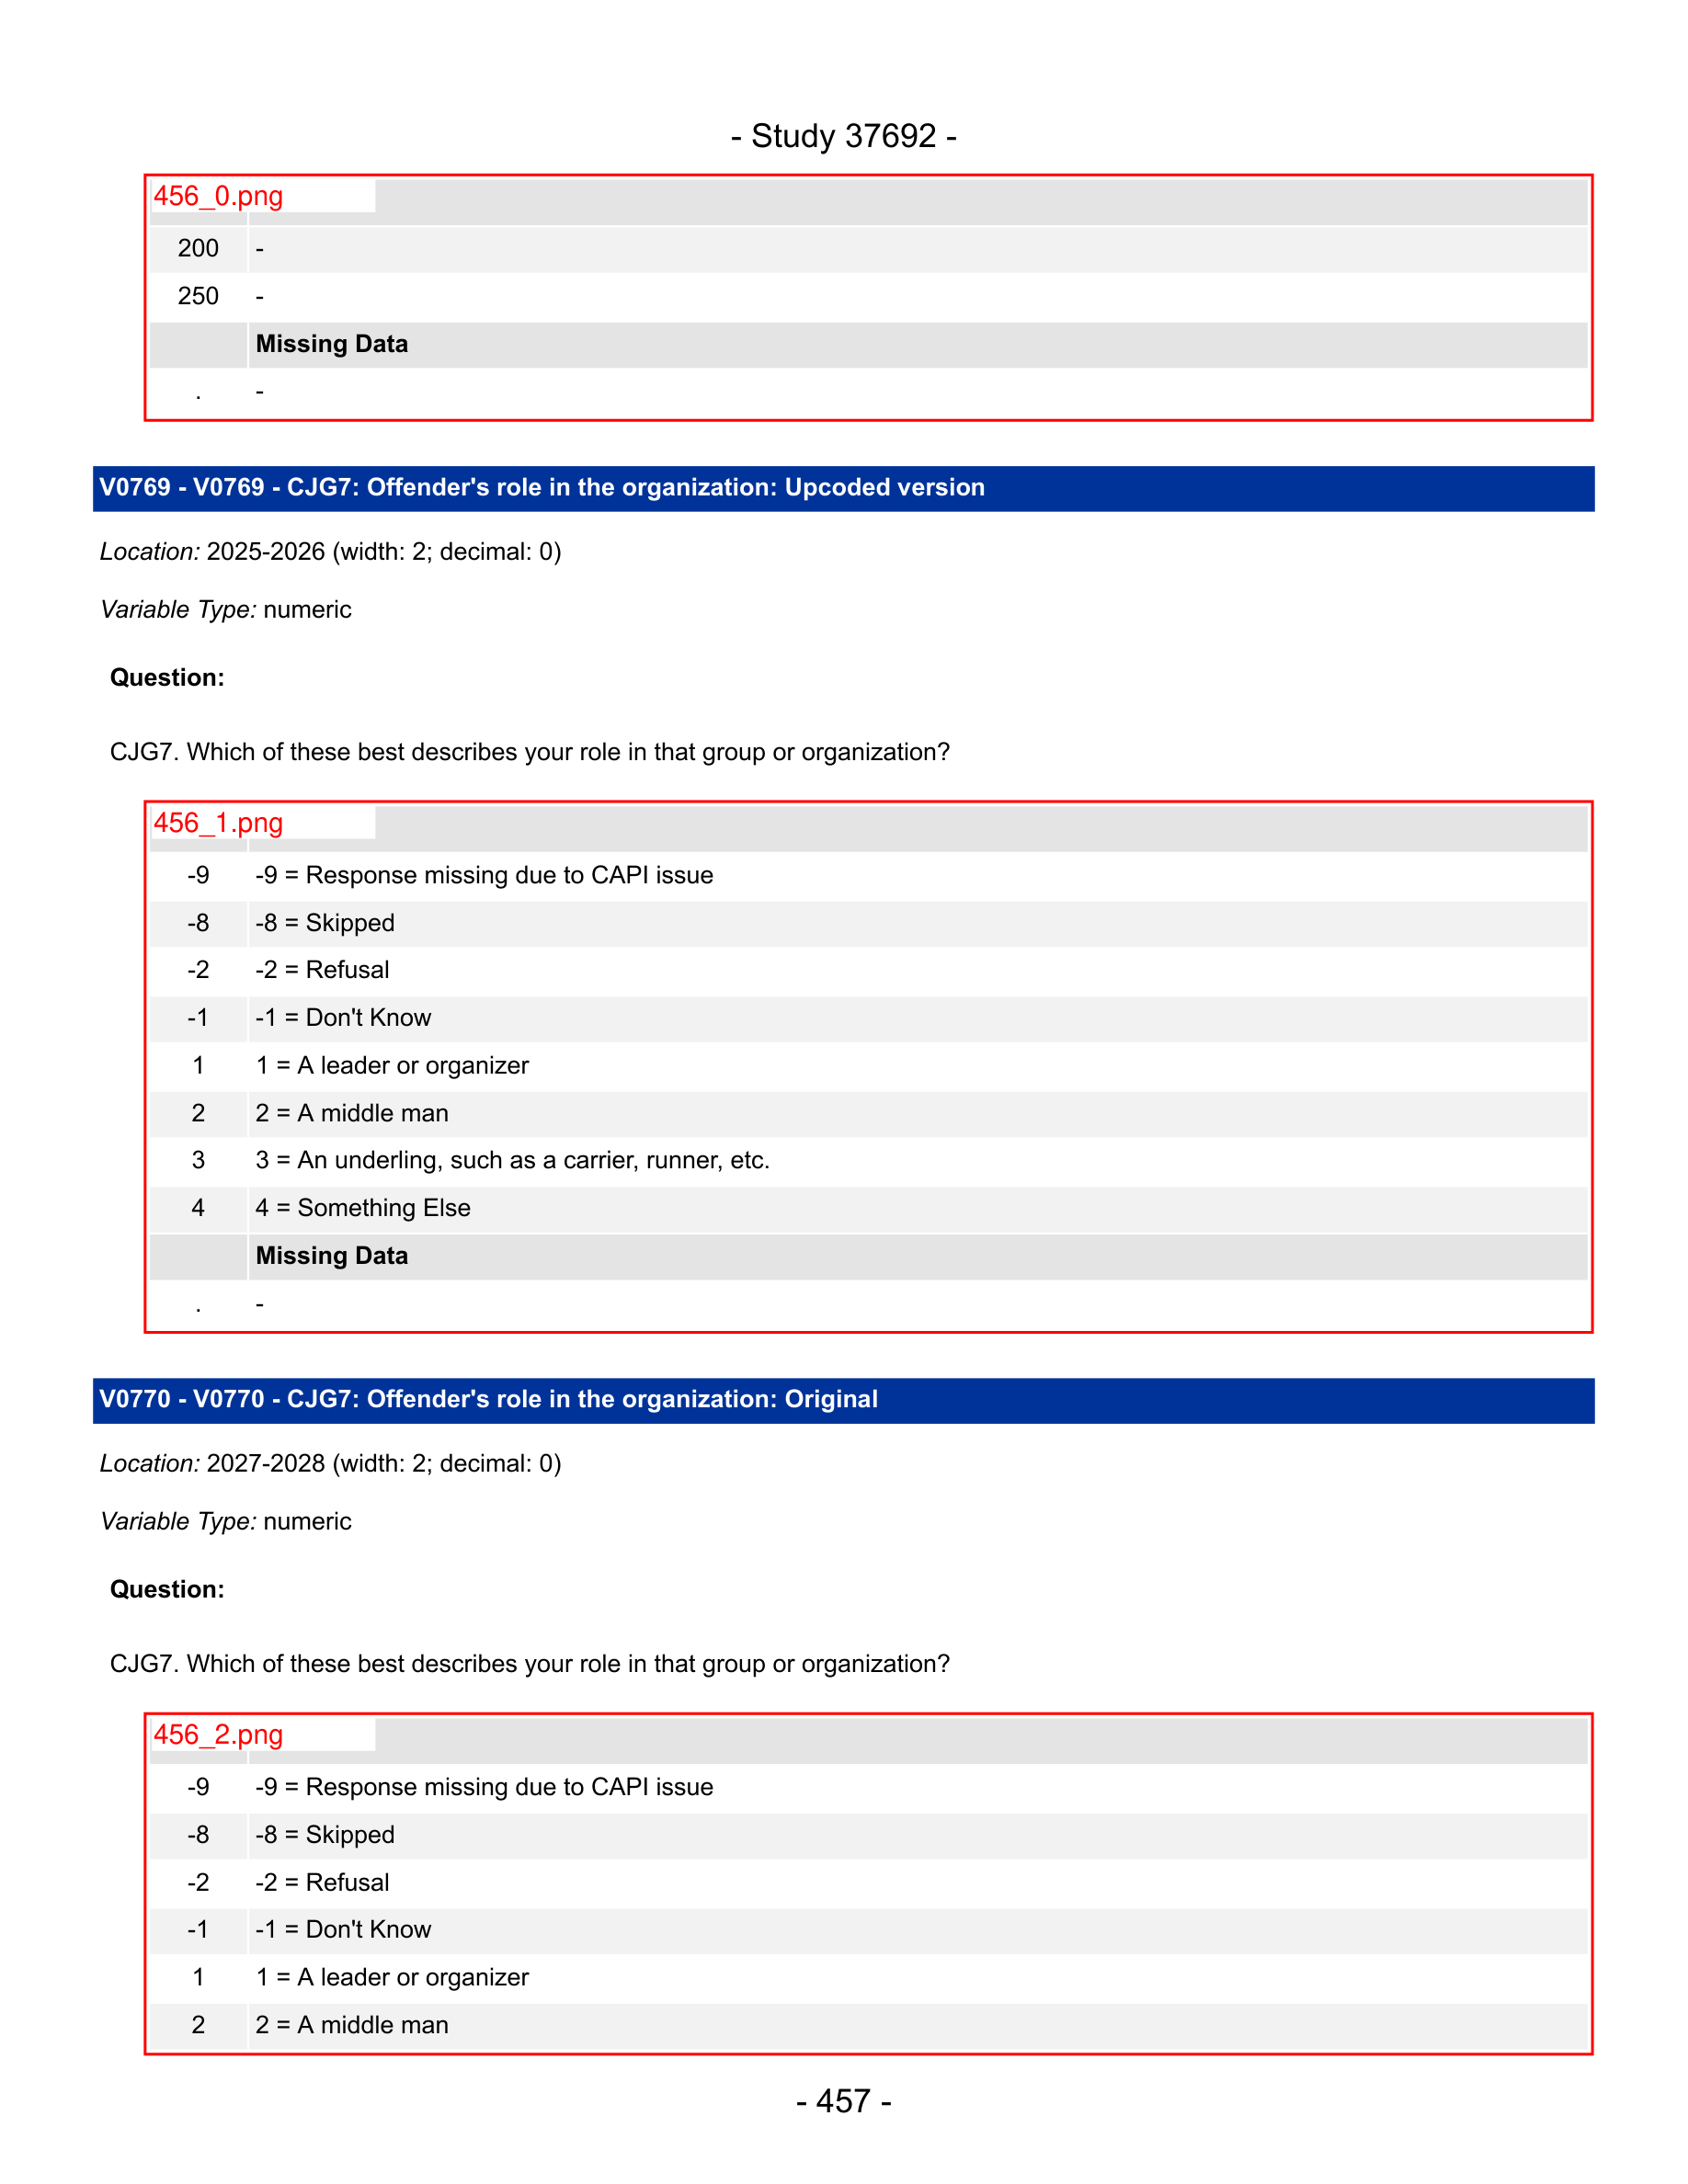 - Study 37692 -
456_0.png
200 -
250 -
Missing Data
. -
V0769 - V0769 - CJG7: Offender's role in the organization: Upcoded version
Location: 2025-2026 (width: 2; decimal: 0)
Variable Type: numeric
Question:
CJG7. Which of these best describes your role in that group or organization?
456_1.png
-9 -9 = Response missing due to CAPI issue
-8 -8 = Skipped
-2 -2 = Refusal
-1 -1 = Don't Know
1 1 = A leader or organizer
2 2 = A middle man
3 3 = An underling, such as a carrier, runner, etc.
4 4 = Something Else
Missing Data
. -
V0770 - V0770 - CJG7: Offender's role in the organization: Original
Location: 2027-2028 (width: 2; decimal: 0)
Variable Type: numeric
Question:
CJG7. Which of these best describes your role in that group or organization?
456_2.png
-9 -9 = Response missing due to CAPI issue
-8 -8 = Skipped
-2 -2 = Refusal
-1 -1 = Don't Know
1 1 = A leader or organizer
2 2 = A middle man
- 457 -